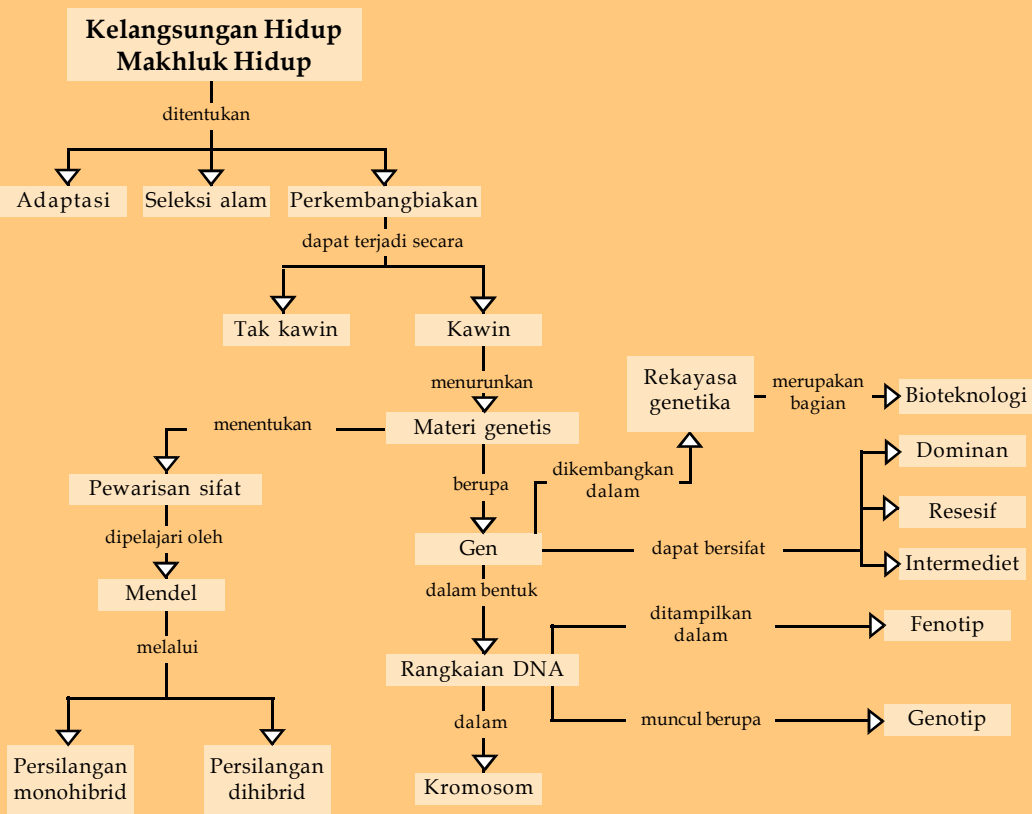 Kelangsungan Hidup
Makhluk Hidup
ditentukan
Adaptasi
Seleksi alam
Perkembangbiakan
dapat terjadi secara
Tak kawin
Kawin
menurunkan
Materi genetis
menentukan
Pewarisan sifat
dipelajari oleh
Mendel
melalui
Persilangan
monohibrid
Persilangan
dihibrid
berupa
Gen
dikembangkan
dalam
Rekayasa
genetika
merupakan
bagian
Bioteknologi
dapat bersifat
Dominan
Resesif
Intermediet
dalam bentuk
Rangkaian DNA
ditampilkan
dalam
Fenotip
muncul berupa
Genotip
dalam
Kromosom